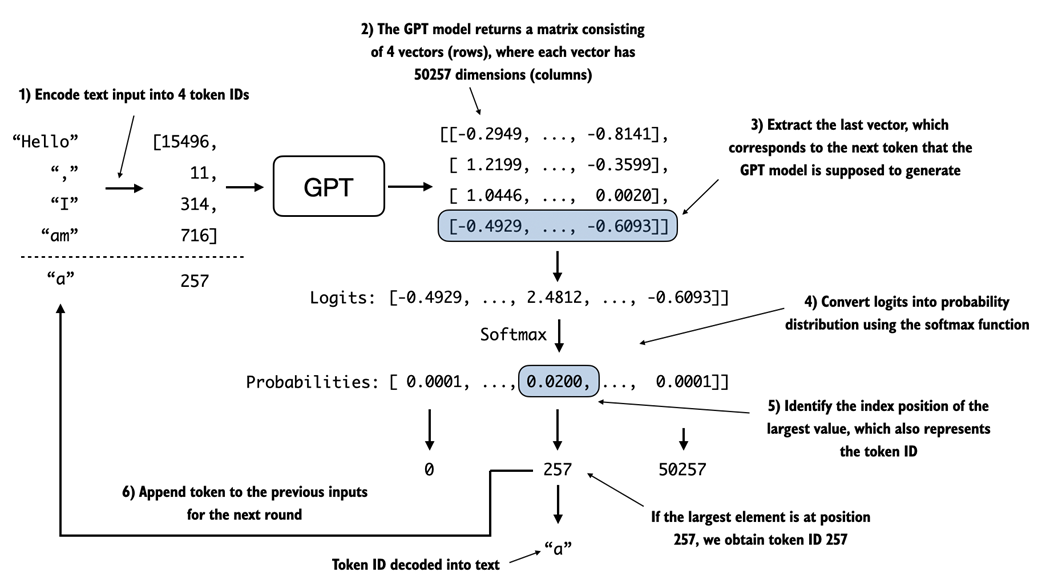 2) The GPT model returns a matrix consisting
of 4 vectors (rows), where each vector has
50257 dimensions (columns)
1) Encode text input into 4 token IDs
“Hello” [15496,
“,” 11,
“I” 314,
“am” 716]
“a” 257
GPT
[[-0.2949, ..., -0.8141],
[ 1.2199, ..., -0.3599],
[ 1.0446, ..., 0.0020],
[-0.4929, ..., -0.6093]]
3) Extract the last vector, which
corresponds to the next token that the
GPT model is supposed to generate
Logits: [-0.4929, ..., 2.4812, ..., -0.6093]]
Softmax
4) Convert logits into probability
distribution using the softmax function
Probabilities: [ 0.0001, ..., 0.0200, ..., 0.0001]]
5) Identify the index position of the
largest value, which also represents
the token ID
0 257 50257
6) Append token to the previous inputs
for the next round
If the largest element is at position
257, we obtain token ID 257
“a”
Token ID decoded into text